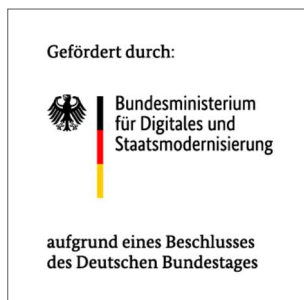 Gefördert durch:
Bundesministerium
für Digitales und
Staatsmodernisierung
aufgrund eines Beschlusses
des Deutschen Bundestages